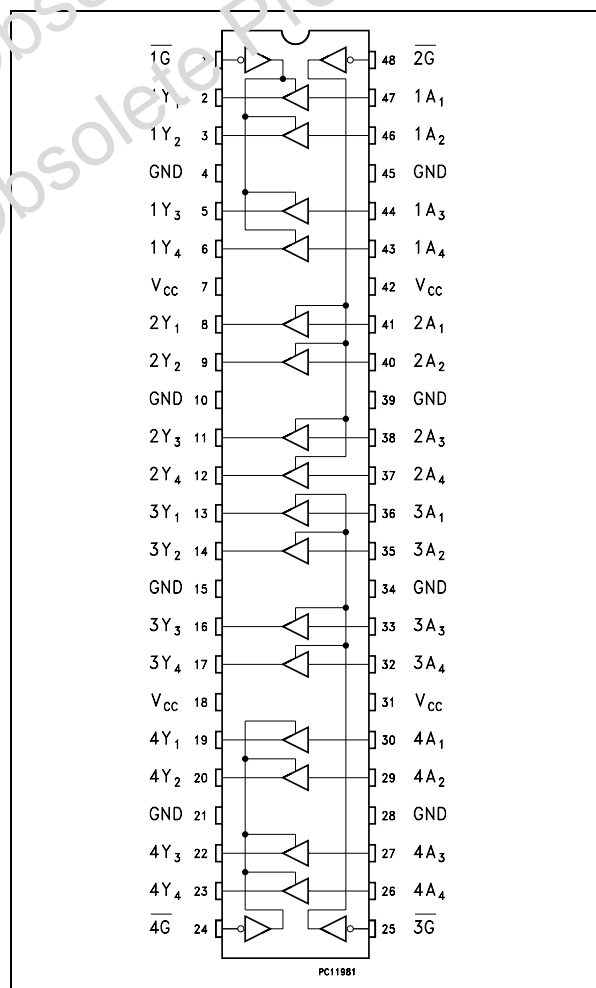 Obsolete
Obsolete
1G 1 48 2G
1Y1 2 47 1A1
1Y2 3 46 1A2
GND 4 45 GND
1Y3 5 44 1A3
1Y4 6 43 1A4
VCC 7 42 VCC
2Y1 8 41 2A1
2Y2 9 40 2A2
GND 10 39 GND
2Y3 11 38 2A3
2Y4 12 37 2A4
3Y1 13 36 3A1
3Y2 14 35 3A2
GND 15 34 GND
3Y3 16 33 3A3
3Y4 17 32 3A4
VCC 18 31 VCC
4Y1 19 30 4A1
4Y2 20 29 4A2
GND 21 28 GND
4Y3 22 27 4A3
4Y4 23 26 4A4
4G 24 25 3G
PC11981